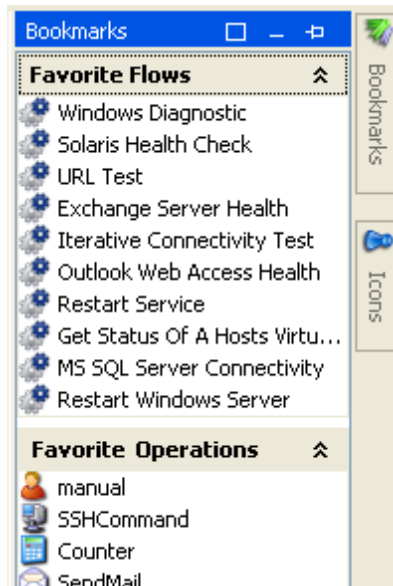 Bookmarks
Favorite Flows
Windows Diagnostic
Solaris Health Check
URL Test
Exchange Server Health
Iterative Connectivity Test
Outlook Web Access Health
Restart Service
Get Status Of A Hosts Virtu...
MS SQL Server Connectivity
Restart Windows Server
Favorite Operations
manual
SSHCommand
Counter
SendMail
Bookmarks
Icons